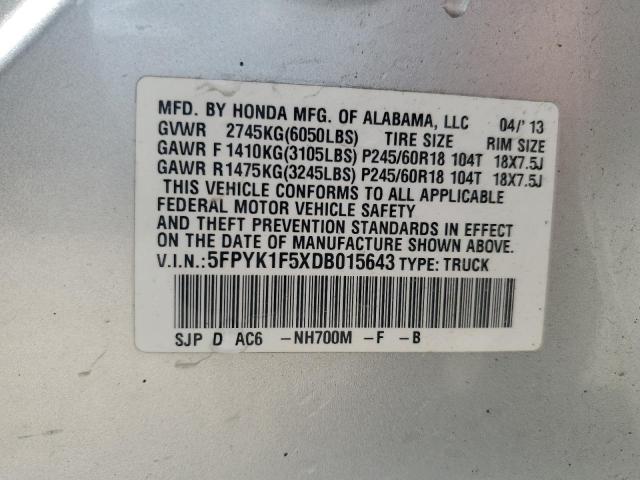 MFD. BY HONDA MFG. OF ALABAMA, LLC 04/'13
GVWR 2745KG(6050LBS) TIRE SIZE RIM SIZE
GAWR F 1410KG(3105LBS) P245/60R18 104T 18X7.5J
GAWR R 1475KG(3245LBS) P245/60R18 104T 18X7.5J
THIS VEHICLE CONFORMS TO ALL APPLICABLE
FEDERAL MOTOR VEHICLE SAFETY
AND THEFT PREVENTION STANDARDS IN EFFECT
ON THE DATE OF MANUFACTURE SHOWN ABOVE.
V.I.N.:5FPYK1F5XDB015643 TYPE: TRUCK
SJP D AC6 -NH700M -F -B